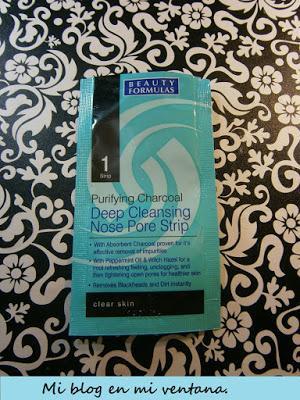 BEAUTY
FORMULAS
1
Strip
Purifying Charcoal
Deep Cleansing
Nose Pore Strip
• With Absorbent Charcoal proven for it's
effective removal of impurities
• With Peppermint Oil & Witch Hazel for a
most refreshing feeling, unclogging, and
then tightening open pores for healthier skin
• Removes Blackheads and Dirt instantly
clear skin
Mi blog en mi ventana.